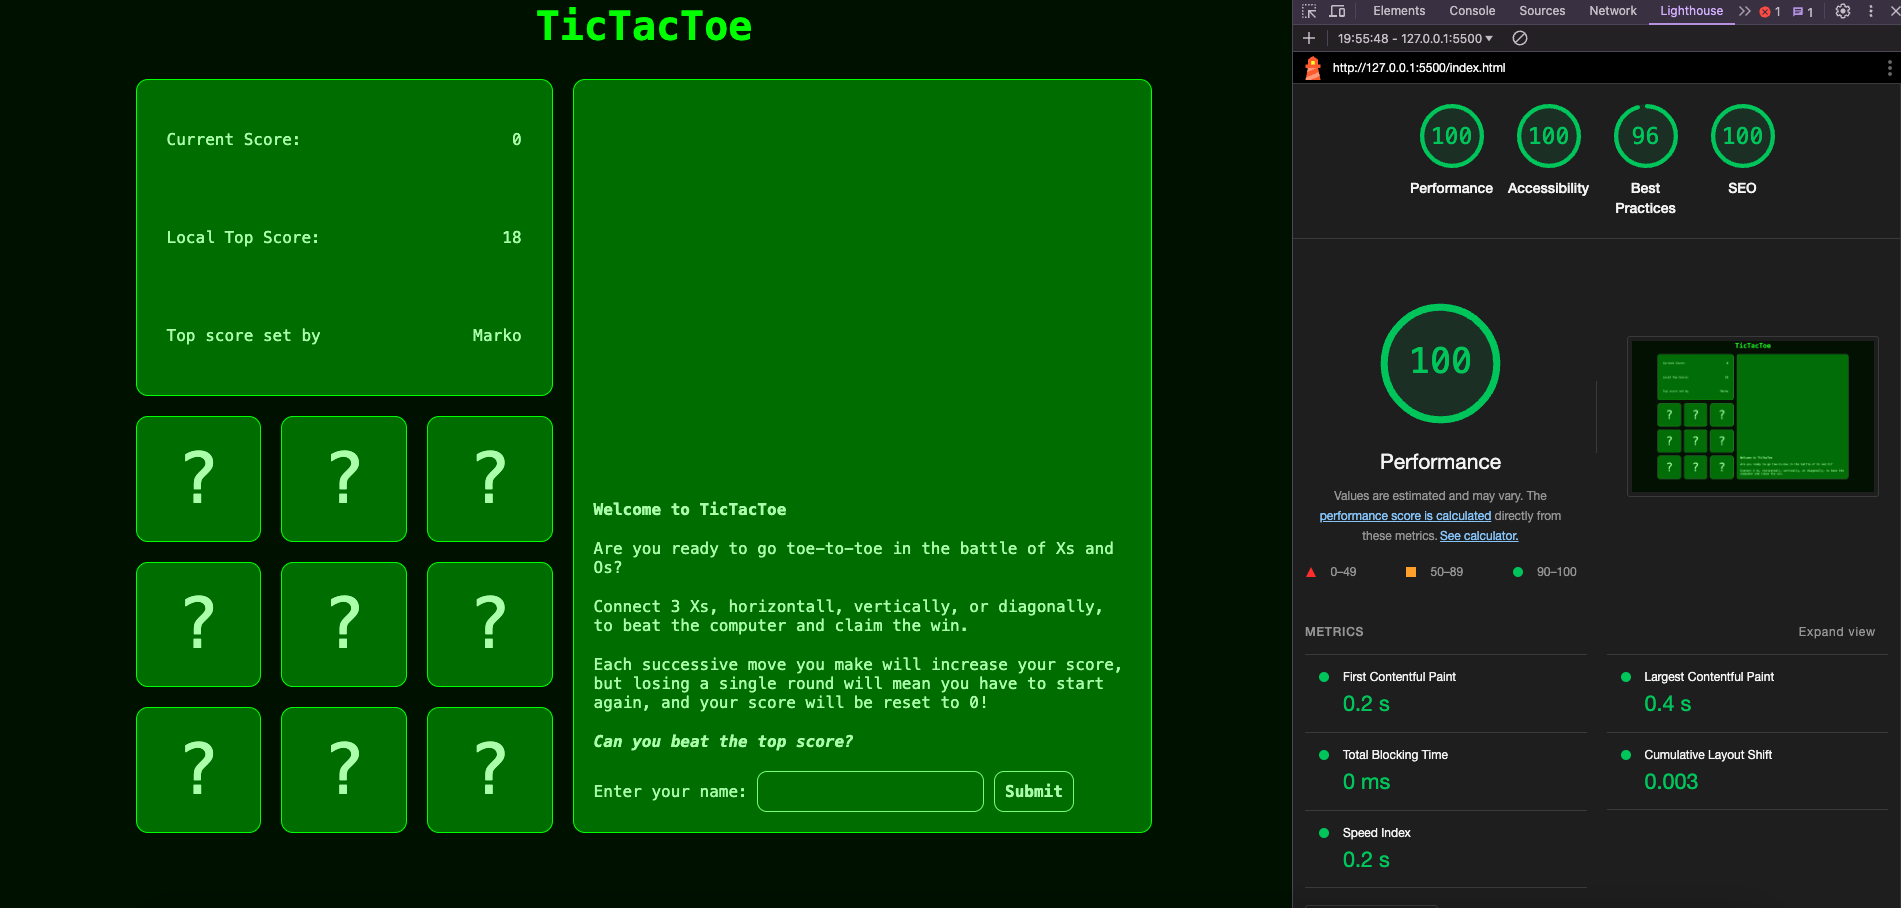 TicTacToe
Current Score: 0
Local Top Score: 18
Top score set by Marko
? ? ?
? ? ?
? ? ?
Welcome to TicTacToe
Are you ready to go toe-to-toe in the battle of Xs and
Os?
Connect 3 Xs, horizontall, vertically, or diagonally,
to beat the computer and claim the win.
Each successive move you make will increase your score,
but losing a single round will mean you have to start
again, and your score will be reset to 0!
Can you beat the top score?
Enter your name: Submit
Elements Console Sources Network Lighthouse 1 1
19:55:48 - 127.0.0.1:5500
http://127.0.0.1:5500/index.html
100 100 96 100
Performance Accessibility Best Practices SEO
100
Performance
Values are estimated and may vary. The
performance score is calculated directly from
these metrics. See calculator.
0–49 50–89 90–100
TicTacToe
? ? ?
? ? ?
? ? ?
METRICS Expand view
First Contentful Paint
0.2 s
Largest Contentful Paint
0.4 s
Total Blocking Time
0 ms
Cumulative Layout Shift
0.003
Speed Index
0.2 s